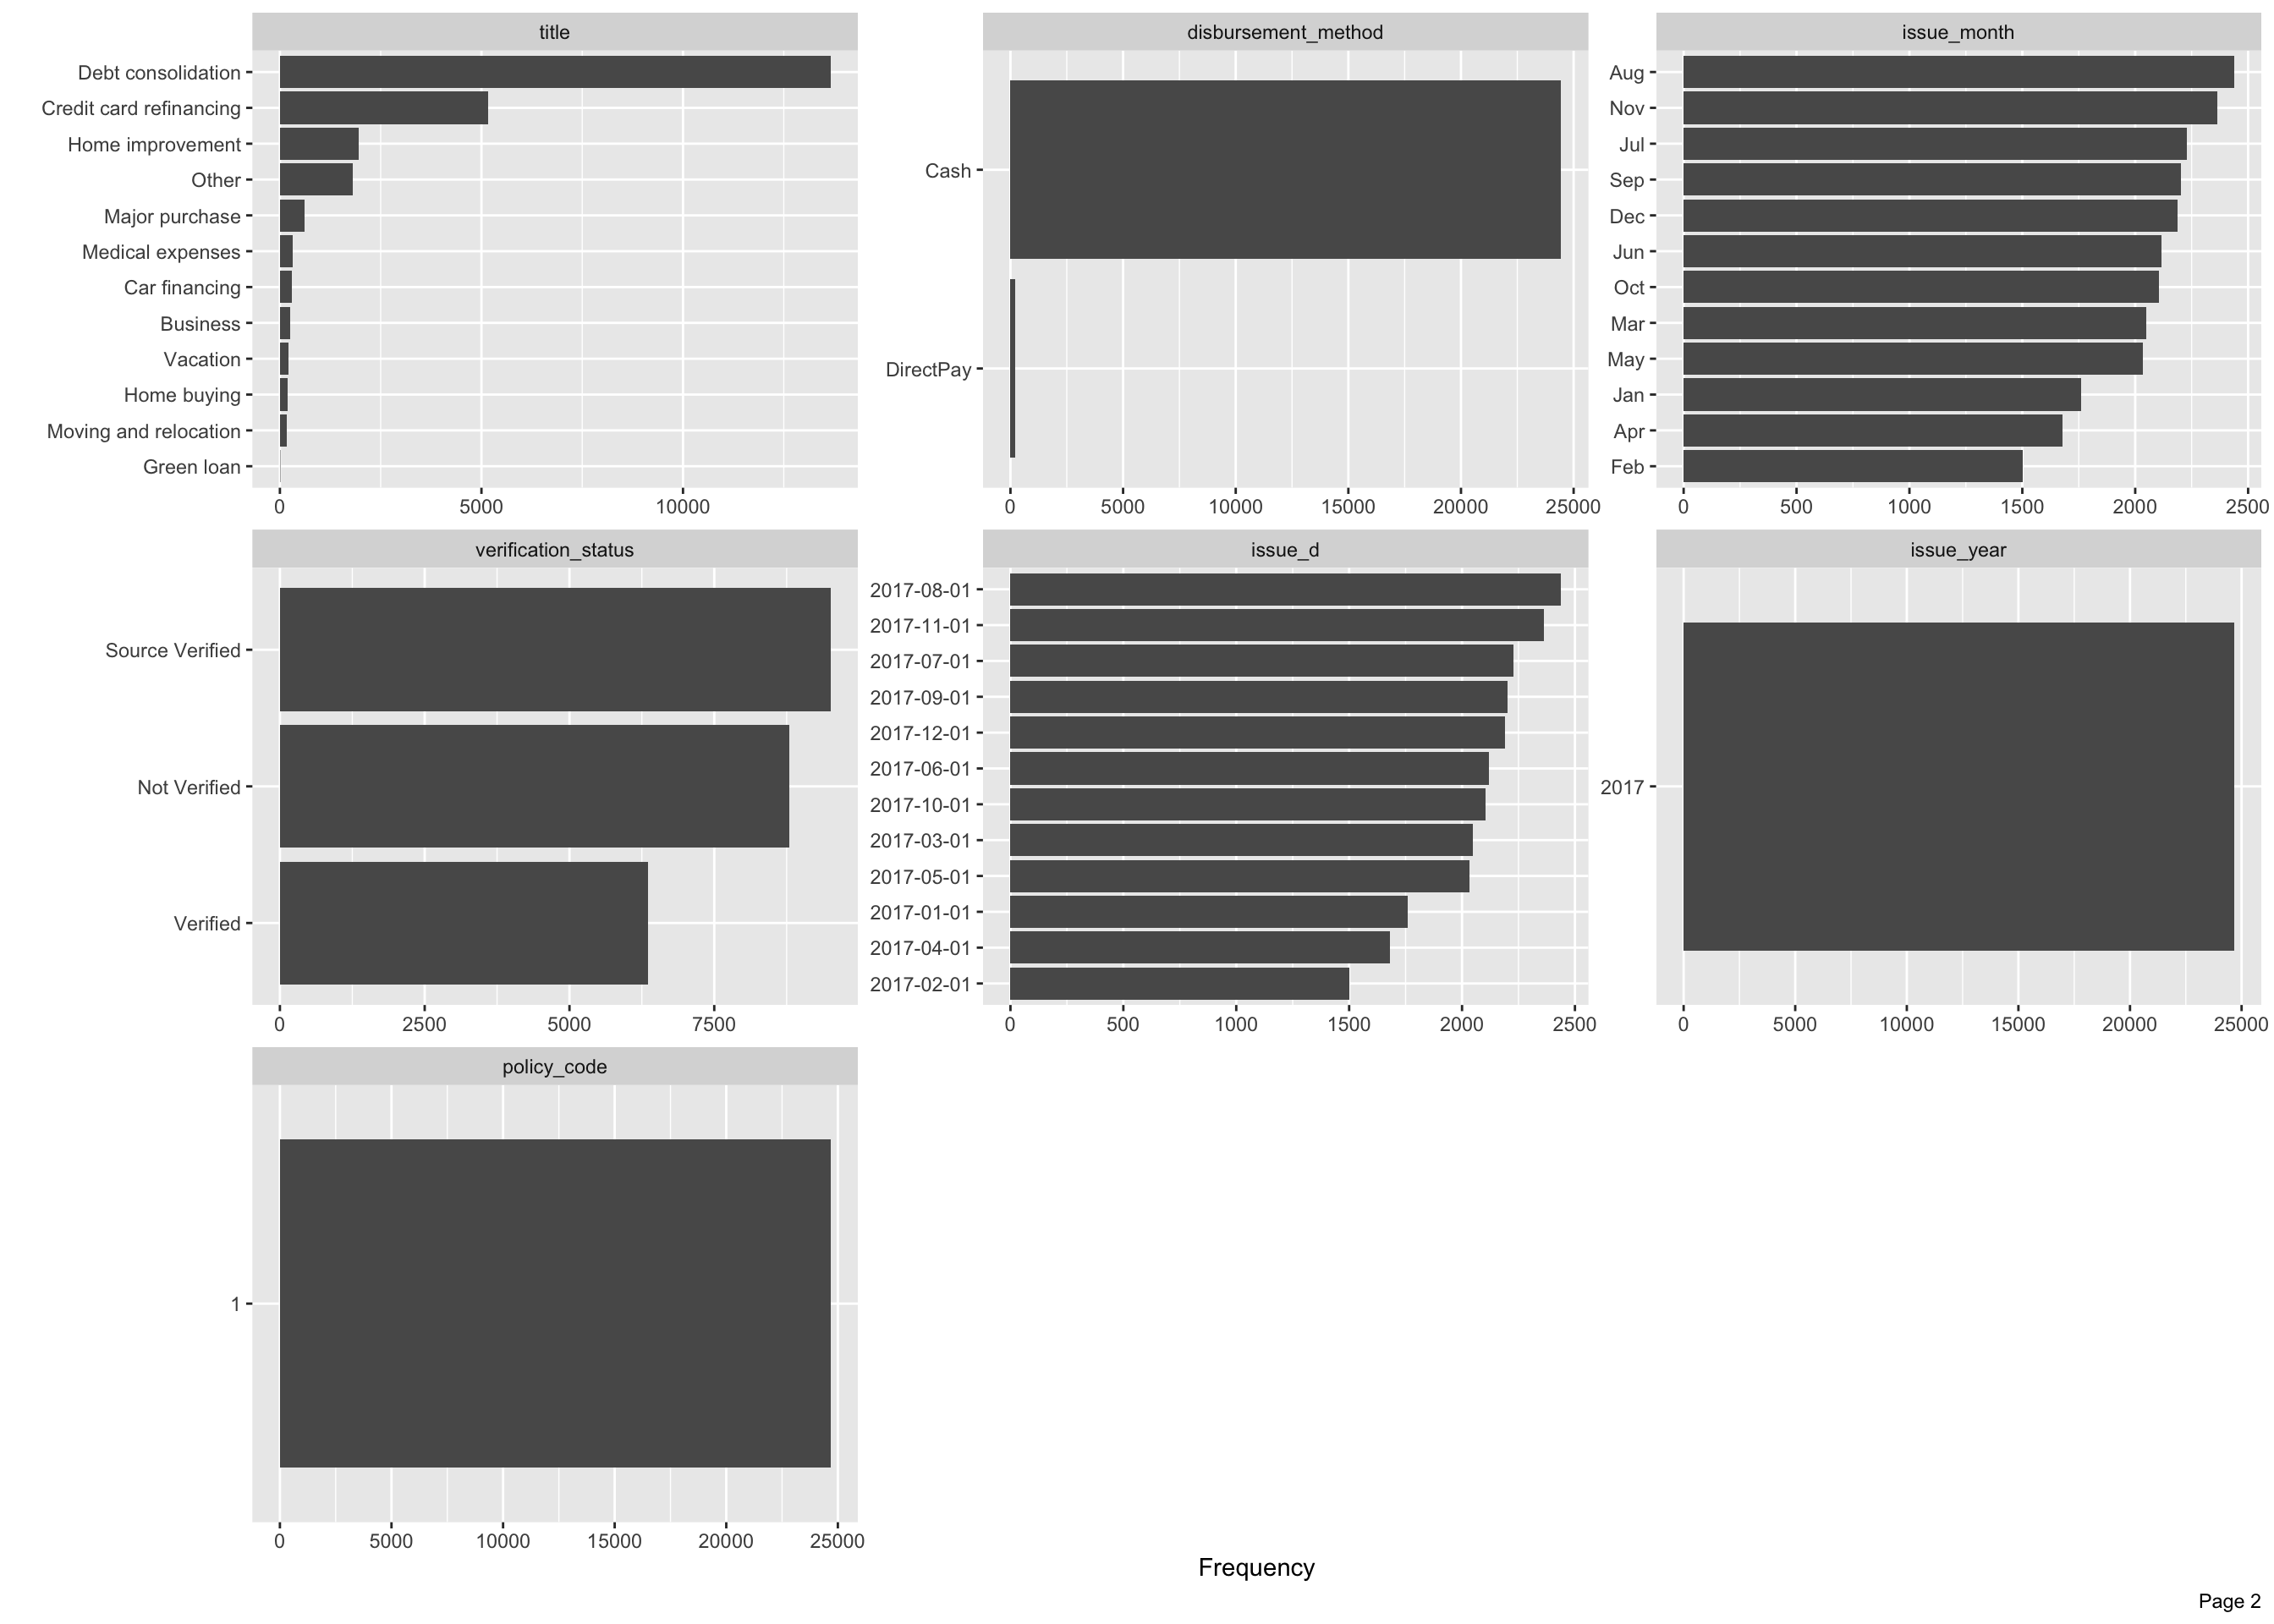 title
Debt consolidation
Credit card refinancing
Home improvement
Other
Major purchase
Medical expenses
Car financing
Business
Vacation
Home buying
Moving and relocation
Green loan
0 5000 10000
disbursement_method
Cash
DirectPay
0 5000 10000 15000 20000 25000
issue_month
Aug
Nov
Jul
Sep
Dec
Jun
Oct
Mar
May
Jan
Apr
Feb
0 500 1000 1500 2000 2500
verification_status
Source Verified
Not Verified
Verified
0 2500 5000 7500
issue_d
2017-08-01
2017-11-01
2017-07-01
2017-09-01
2017-12-01
2017-06-01
2017-10-01
2017-03-01
2017-05-01
2017-01-01
2017-04-01
2017-02-01
0 500 1000 1500 2000 2500
issue_year
2017
0 5000 10000 15000 20000 25000
policy_code
1
0 5000 10000 15000 20000 25000
Frequency
Page 2